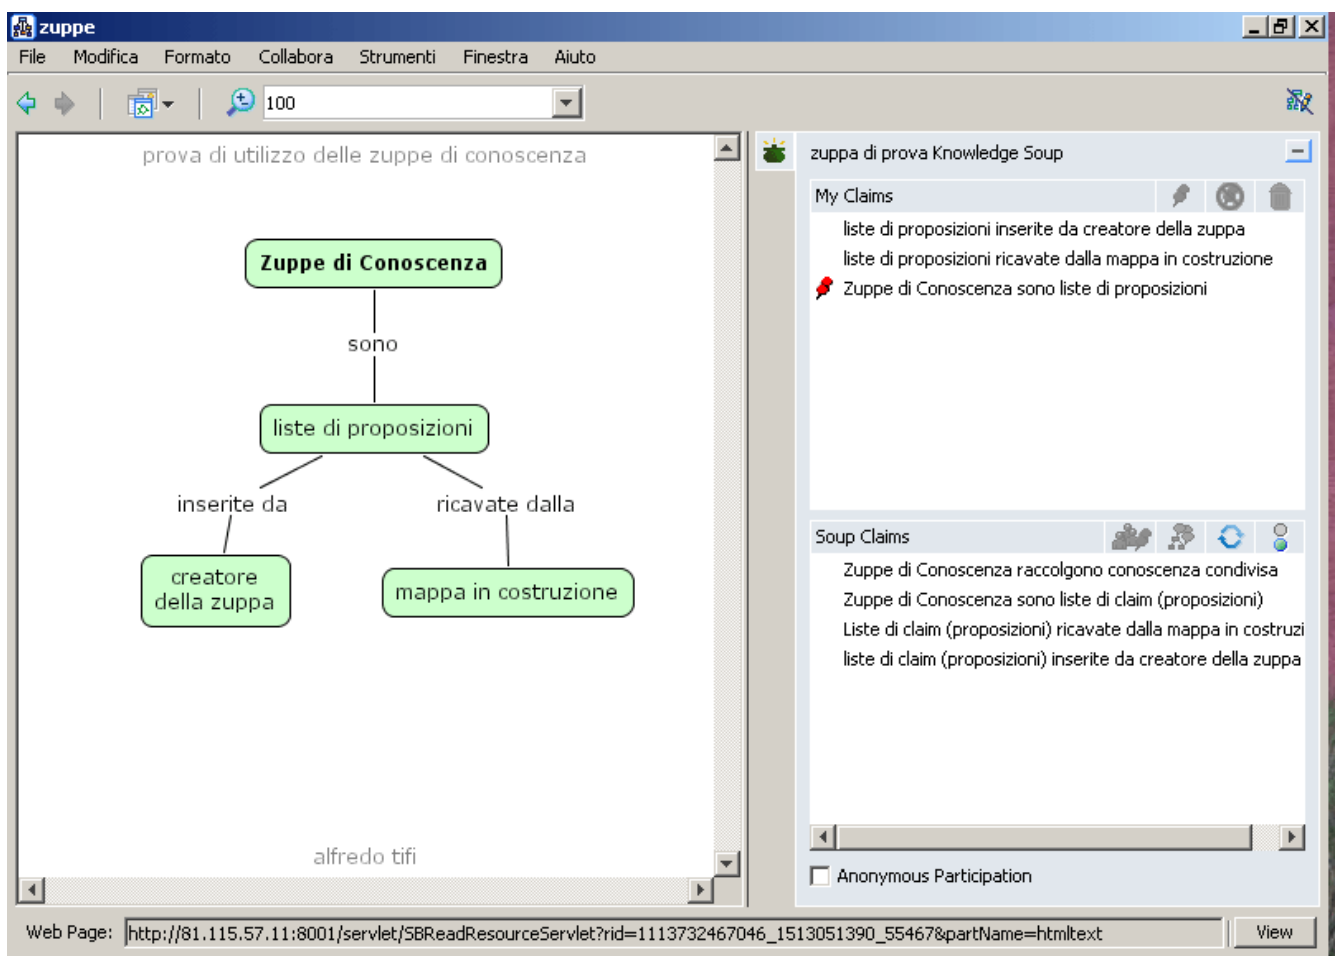 zuppe
File Modifica Formato Collabora Strumenti Finestra Aiuto
100
prova di utilizzo delle zuppe di conoscenza
Zuppe di Conoscenza
sono
liste di proposizioni
inserite da
ricavate dalla
creatore
della zuppa
mappa in costruzione
alfredo tifi
zuppa di prova Knowledge Soup
My Claims
liste di proposizioni inserite da creatore della zuppa
liste di proposizioni ricavate dalla mappa in costruzione
Zuppe di Conoscenza sono liste di proposizioni
Soup Claims
Zuppe di Conoscenza raccolgono conoscenza condivisa
Zuppe di Conoscenza sono liste di claim (proposizioni)
Liste di claim (proposizioni) ricavate dalla mappa in costruzi
liste di claim (proposizioni) inserite da creatore della zuppa
Anonymous Participation
Web Page: http://81.115.57.11:8001/servlet/SBReadResourceServlet?rid=1113732467046_1513051390_55467&partName=htmltext View